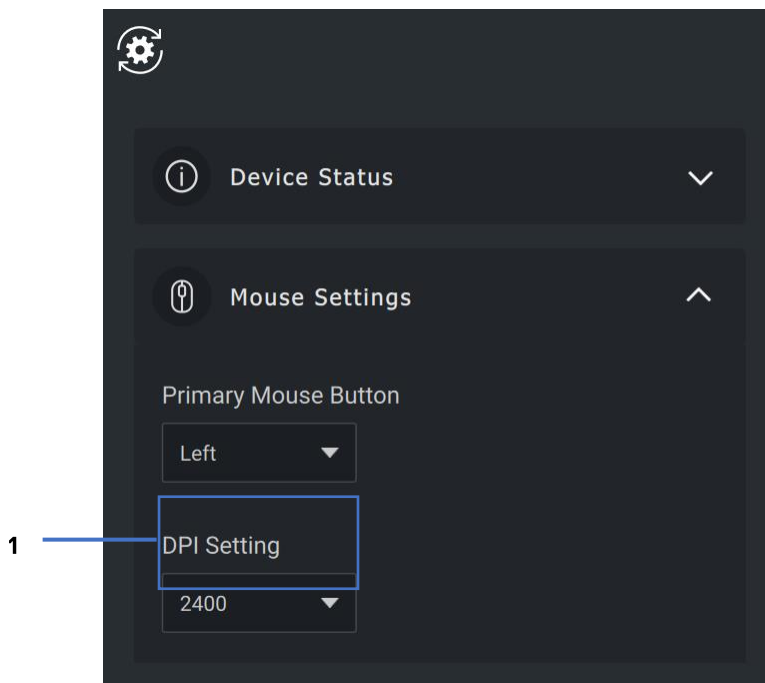 Device Status
Mouse Settings
Primary Mouse Button
Left
1
DPI Setting
2400